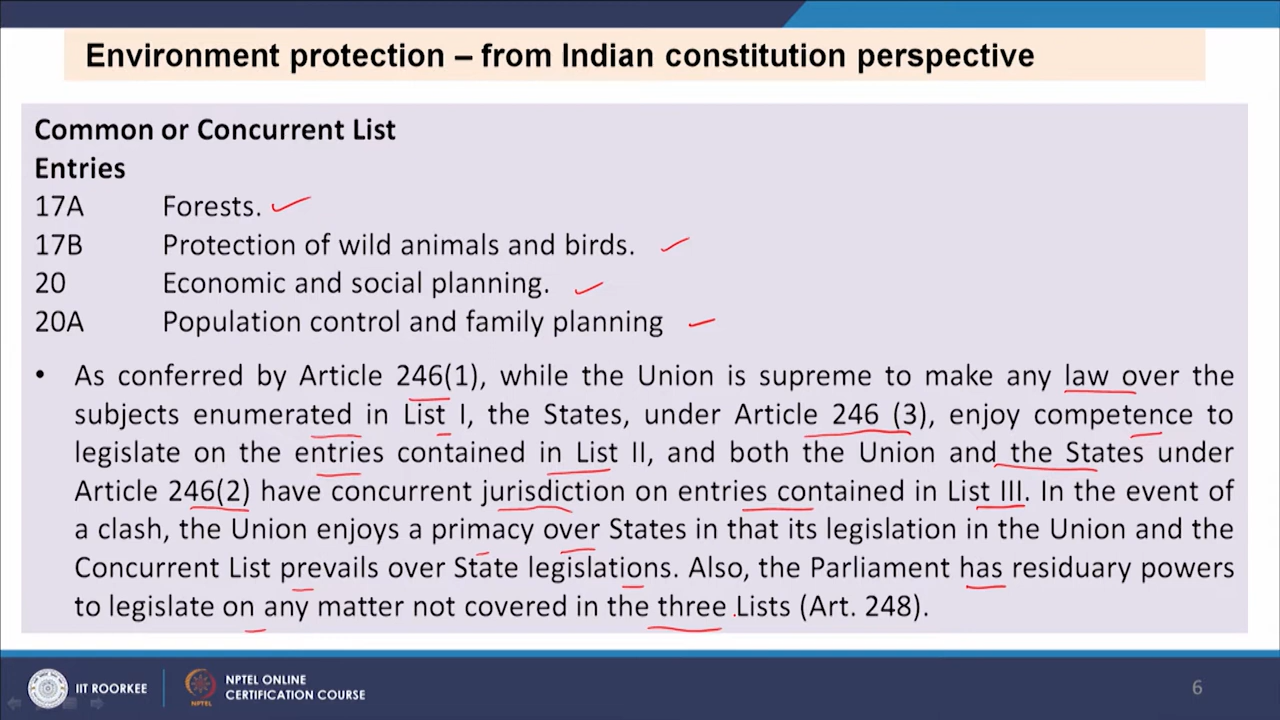 Environment protection – from Indian constitution perspective
Common or Concurrent List
Entries
17A Forests.
17B Protection of wild animals and birds.
20 Economic and social planning.
20A Population control and family planning
• As conferred by Article 246(1), while the Union is supreme to make any law over the
subjects enumerated in List I, the States, under Article 246 (3), enjoy competence to
legislate on the entries contained in List II, and both the Union and the States under
Article 246(2) have concurrent jurisdiction on entries contained in List III. In the event of
a clash, the Union enjoys a primacy over States in that its legislation in the Union and the
Concurrent List prevails over State legislations. Also, the Parliament has residuary powers
to legislate on any matter not covered in the three Lists (Art. 248).
IIT ROORKEE
NPTEL
NPTEL ONLINE
CERTIFICATION COURSE
6